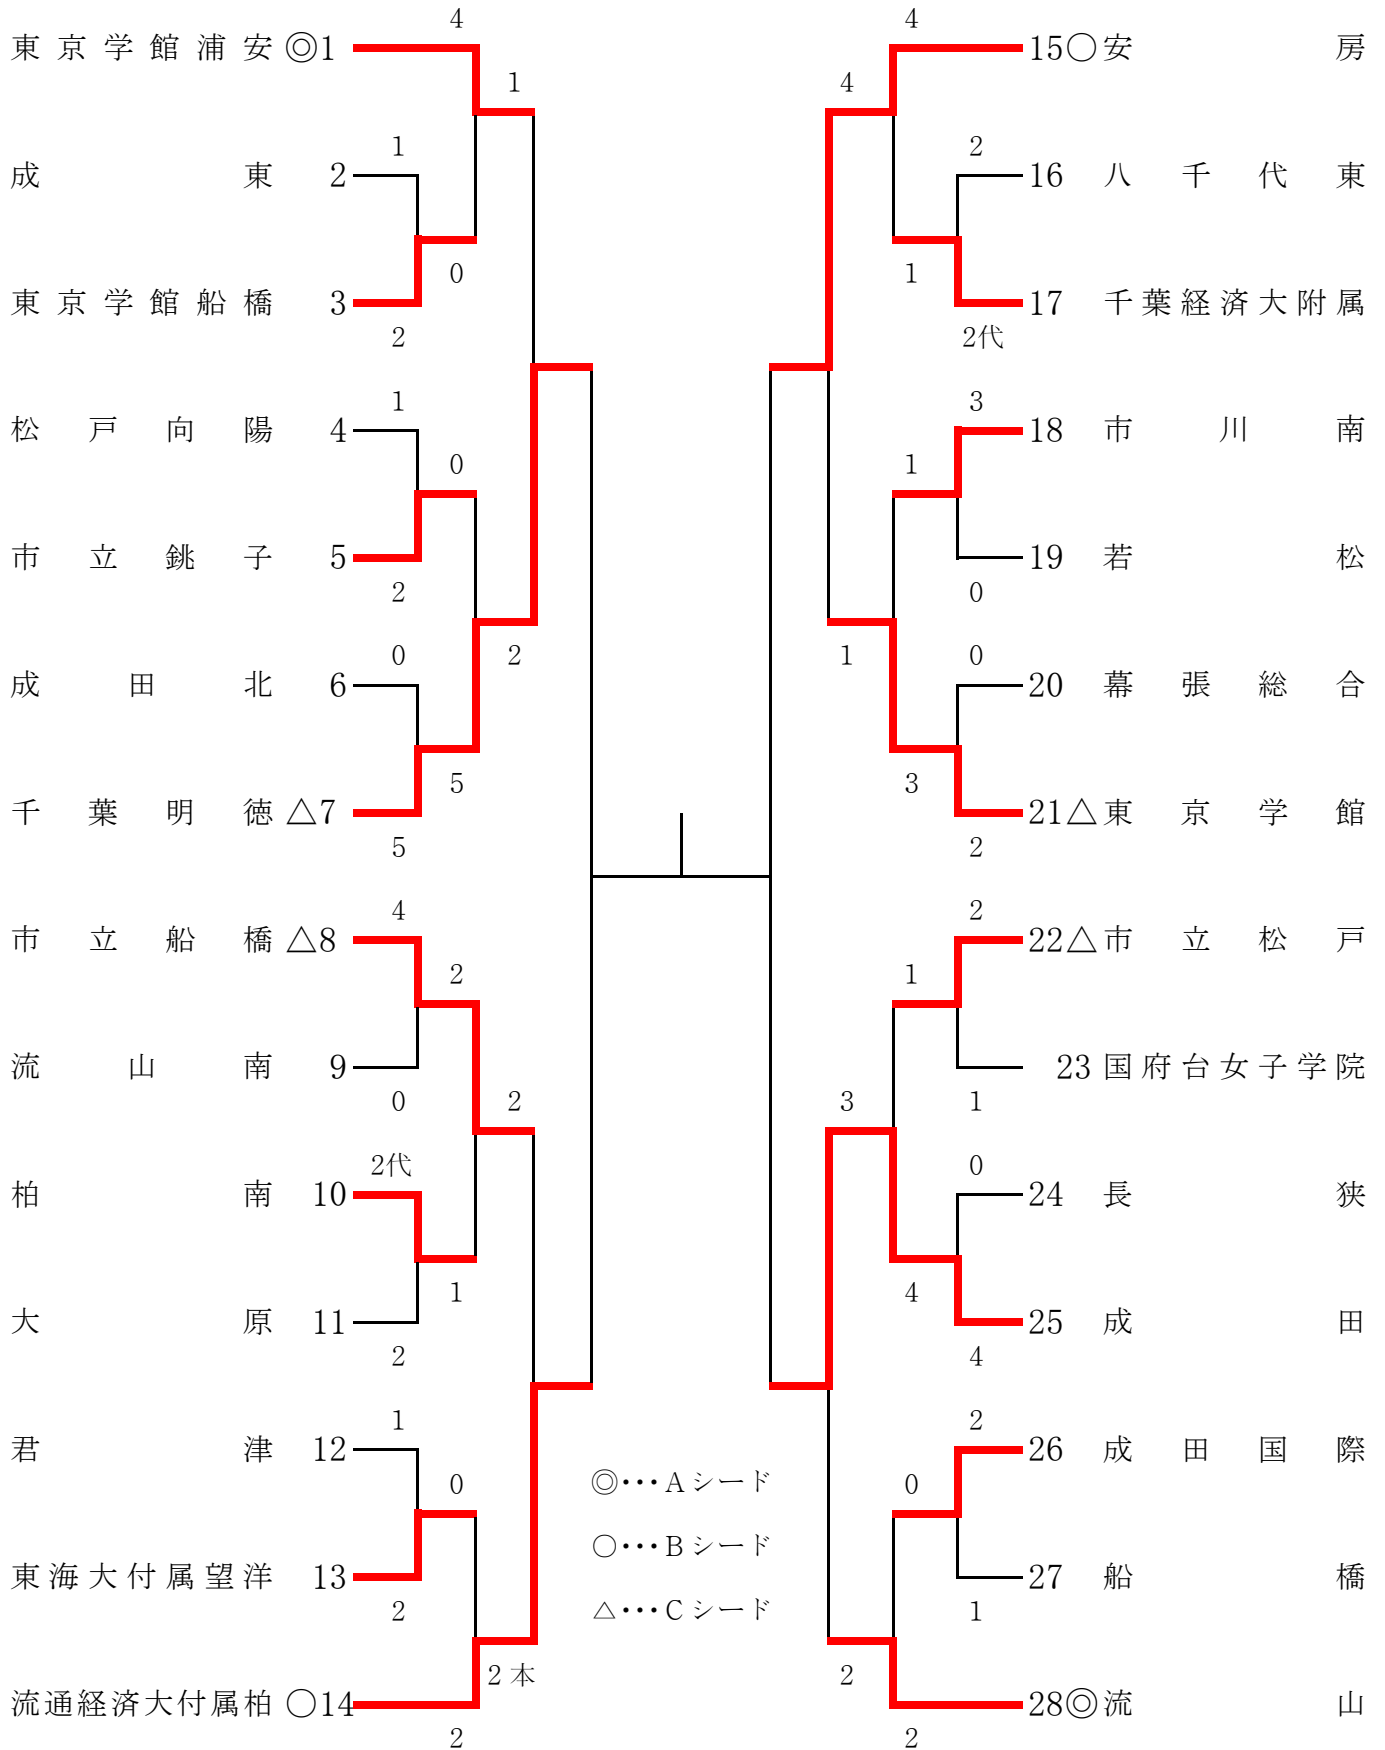 4
東京学館浦安 ◎1
1
成東 2
1
東京学館船橋 3
0
2
松戸向陽 4
1
0
市立銚子 5
2
成田北 6
0
2
千葉明徳 △7
5
5
市立船橋 △8
4
2
流山南 9
0
2
柏南 10
2代
1
大原 11
2
君津 12
1
0
東海大付属望洋 13
2
流通経済大付属柏 ○14
2本
2
4
15○安房
4
2
16 八千代東
1
17 千葉経済大附属
2代
3
18 市川南
1
19 若松
0
1
0
20 幕張総合
3
21△東京学館
2
2
22△市立松戸
1
23 国府台女子学院
3
1
0
24 長狭
4
25 成田
4
2
26 成田国際
0
27 船橋
1
2
28◎流山
2
◎･･･Aシード
○･･･Bシード
△･･･Cシード